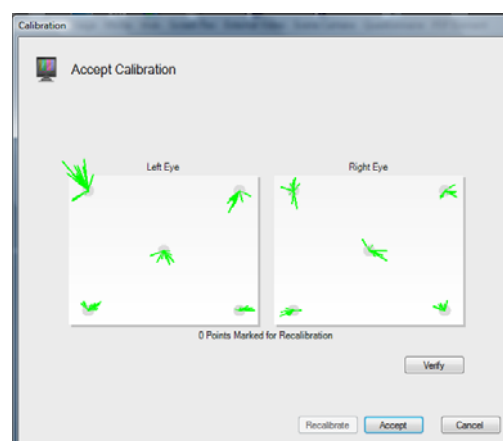 Calibration
Accept Calibration
Left Eye
Right Eye
0 Points Marked for Recalibration
Verify
Recalibrate
Accept
Cancel